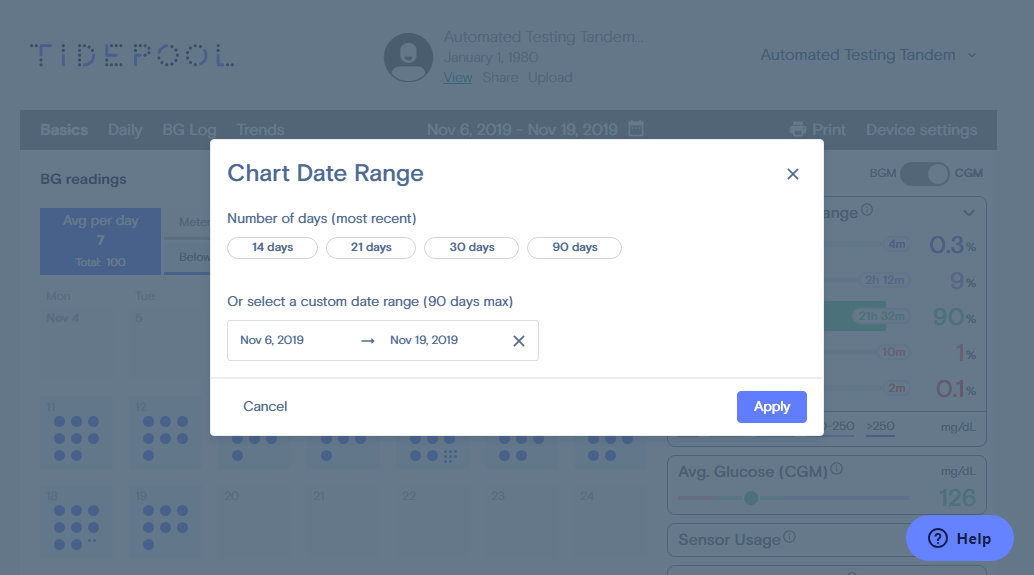 TIDEPOOL
Automated Testing Tandem...
January 1, 1980
View Share Upload
Automated Testing Tandem
Basics Daily BG Log Trends
Nov 6, 2019 - Nov 19, 2019
Print Device settings
Chart Date Range
Number of days (most recent)
14 days 21 days 30 days 90 days
Or select a custom date range (90 days max)
Nov 6, 2019 → Nov 19, 2019
Cancel
Apply
BG readings
Avg per day
7
Total: 100
Below
Mon Tue
Nov 4 5
11 12
18 19 20 21 22 23 24
BGM CGM
4m 0.3%
2h 12m 9%
21h 32m 90%
10m 1%
2m 0.1%
-250 >250 mg/dL
Avg. Glucose (CGM) mg/dL
126
Sensor Usage
Help